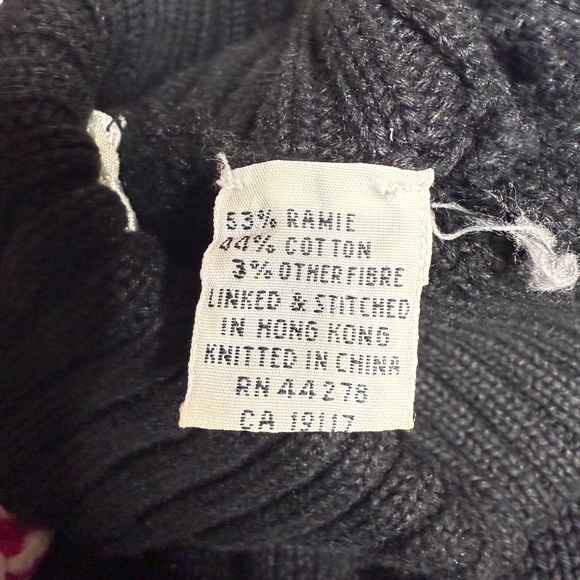 53% RAMIE
44% COTTON
3% OTHER FIBRE
LINKED & STITCHED
IN HONG KONG
KNITTED IN CHINA
RN 44278
CA 19117